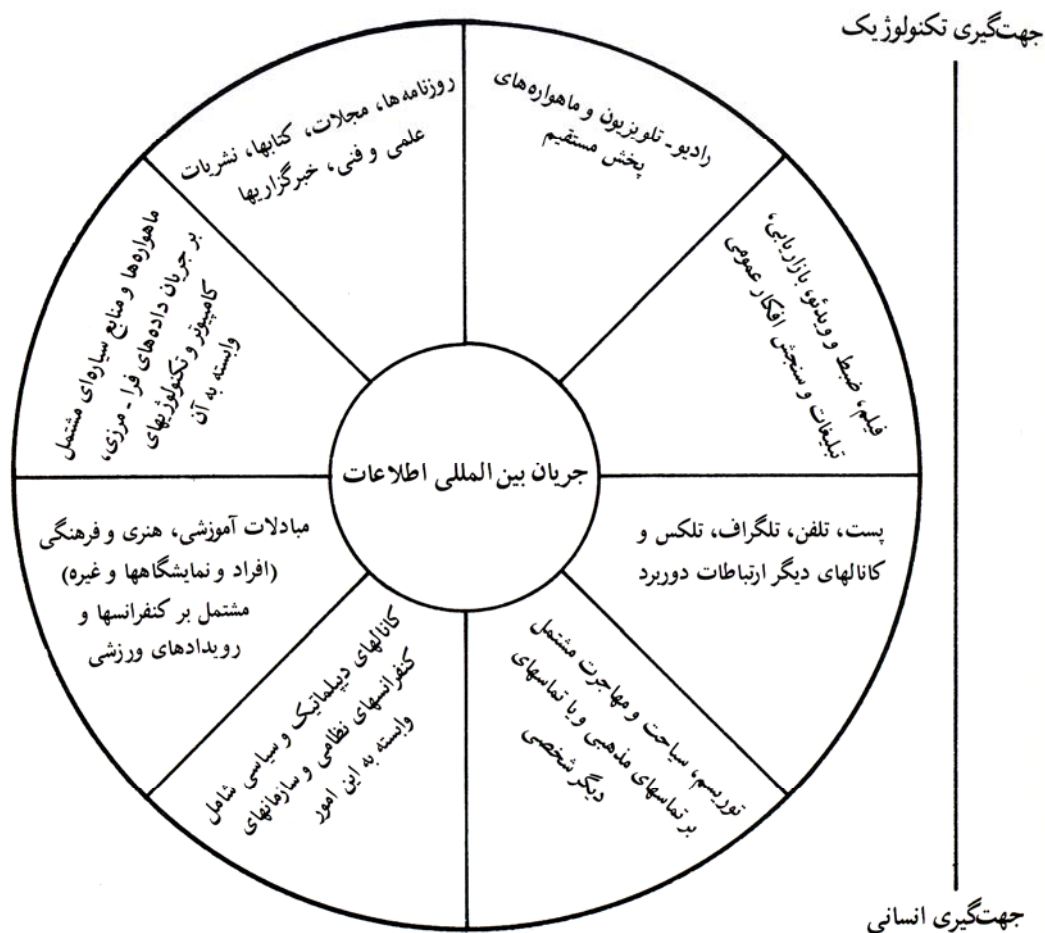 جهت‌گیری تکنولوژیک
رادیو - تلویزیون و ماهواره‌های
پخش مستقیم
روزنامه‌ها، مجلات، کتابها، نشریات
علمی و فنی، خبرگزاریها
فیلم، ضبط و ویدئو، بازاریابی،
تبلیغات و سنجش افکار عمومی
ماهواره‌ها و منابع سیاره‌ای مشتمل
بر جریان داده‌های فرا - مرزی،
کامپیوتر و تکنولوژیهای
وابسته به آن
جریان بین‌المللی اطلاعات
پست، تلفن، تلگراف، تلکس و
کانالهای دیگر ارتباطات دوربرد
مبادلات آموزشی، هنری و فرهنگی
(افراد و نمایشگاهها و غیره)
مشتمل بر کنفرانسها و
رویدادهای ورزشی
توریسم، سیاحت و مهاجرت مشتمل
بر تماسهای مذهبی و یا تماسهای
دیگر شخصی
کانالهای دیپلماتیک و سیاسی شامل
کنفرانسهای نظامی و سازمانهای
وابسته به این امور
جهت‌گیری انسانی